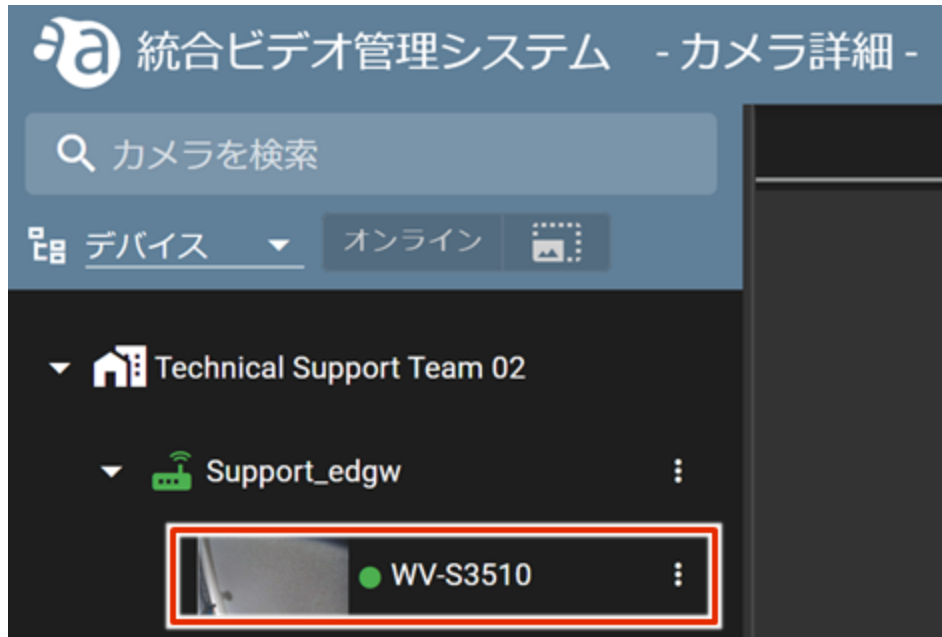 統合ビデオ管理システム - カメラ詳細 -
カメラを検索
デバイス オンライン
Technical Support Team 02
Support_edgw
WV-S3510